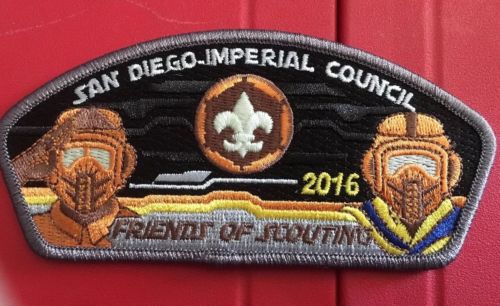 SAN DIEGO-IMPERIAL COUNCIL
2016
FRIENDS OF SCOUTING